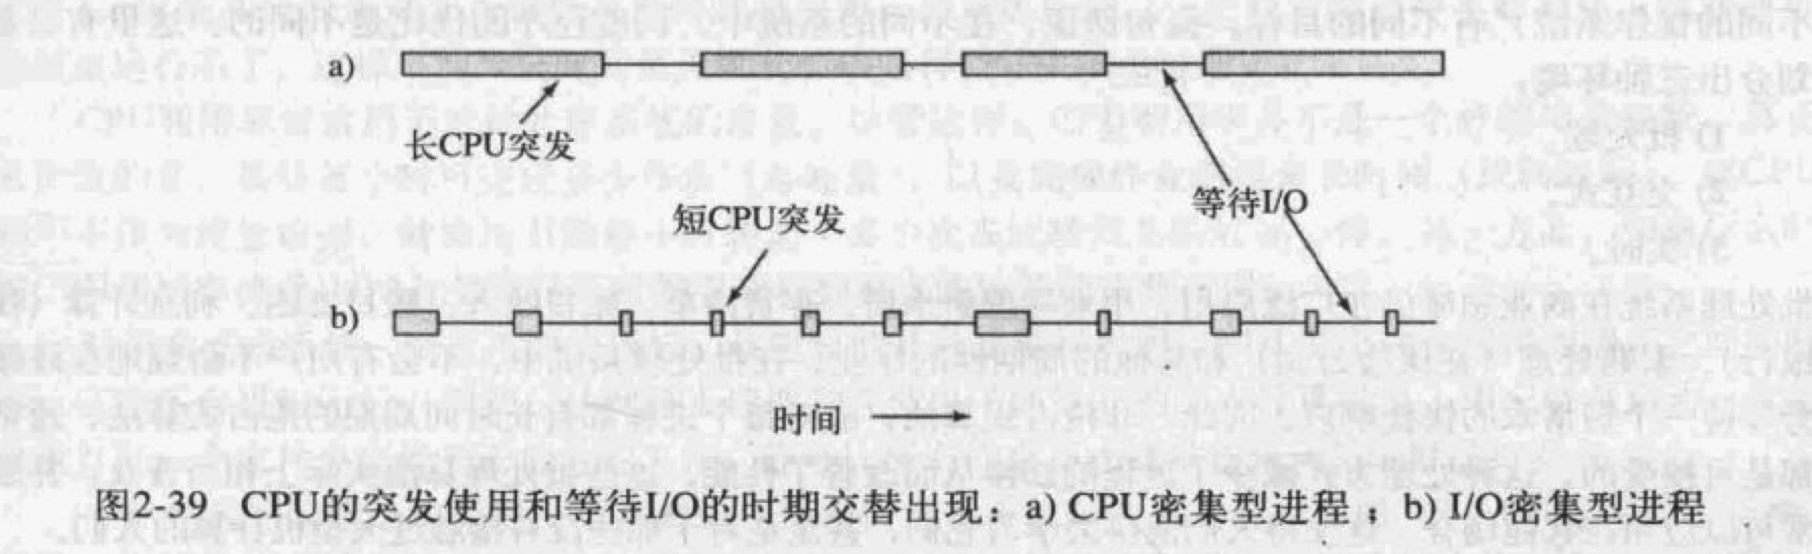 a)
长CPU突发
等待I/O
短CPU突发
b)
时间
图2-39 CPU的突发使用和等待I/O的时期交替出现：a) CPU密集型进程；b) I/O密集型进程